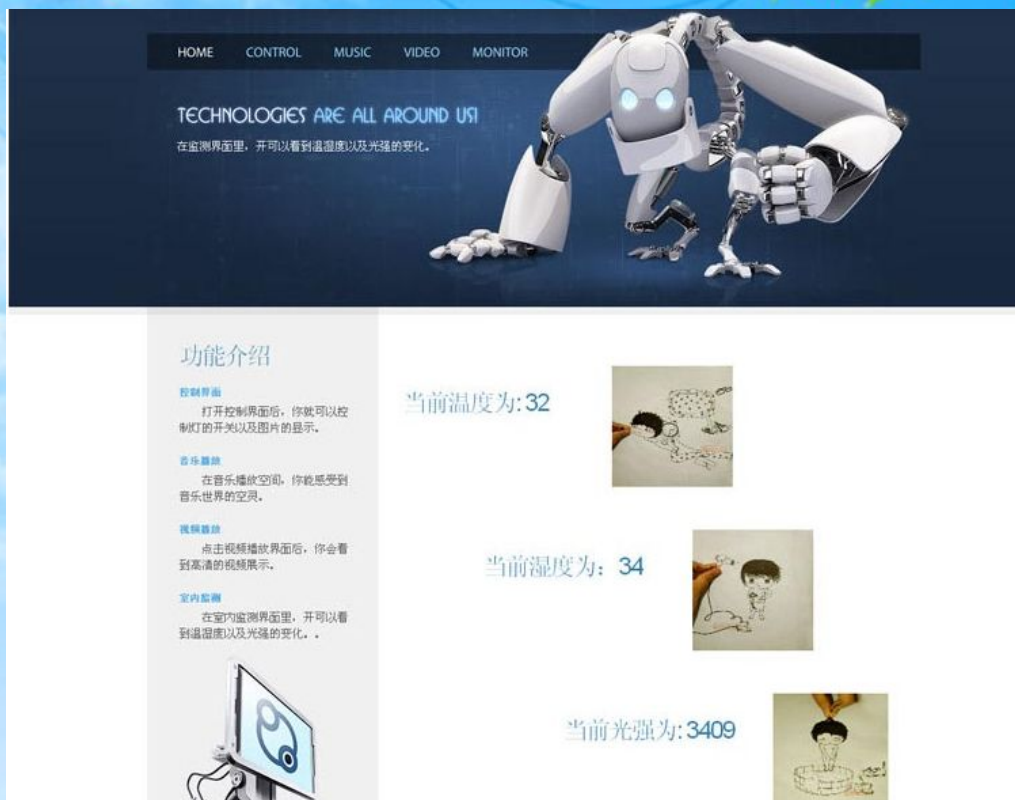 HOME CONTROL MUSIC VIDEO MONITOR
TECHNOLOGIES ARE ALL AROUND US!
在监测界面里，开可以看到温湿度以及光强的变化。
功能介绍
控制界面
打开控制界面后，你就可以控
制灯的开关以及图片的显示。
音乐播放
在音乐播放空间，你能感受到
音乐世界的空灵。
视频播放
点击视频播放界面后，你会看
到高清的视频展示。
室内监测
在室内监测界面里，开可以看
到温湿度以及光强的变化。.
当前温度为:32
当前湿度为：34
当前光强为:3409